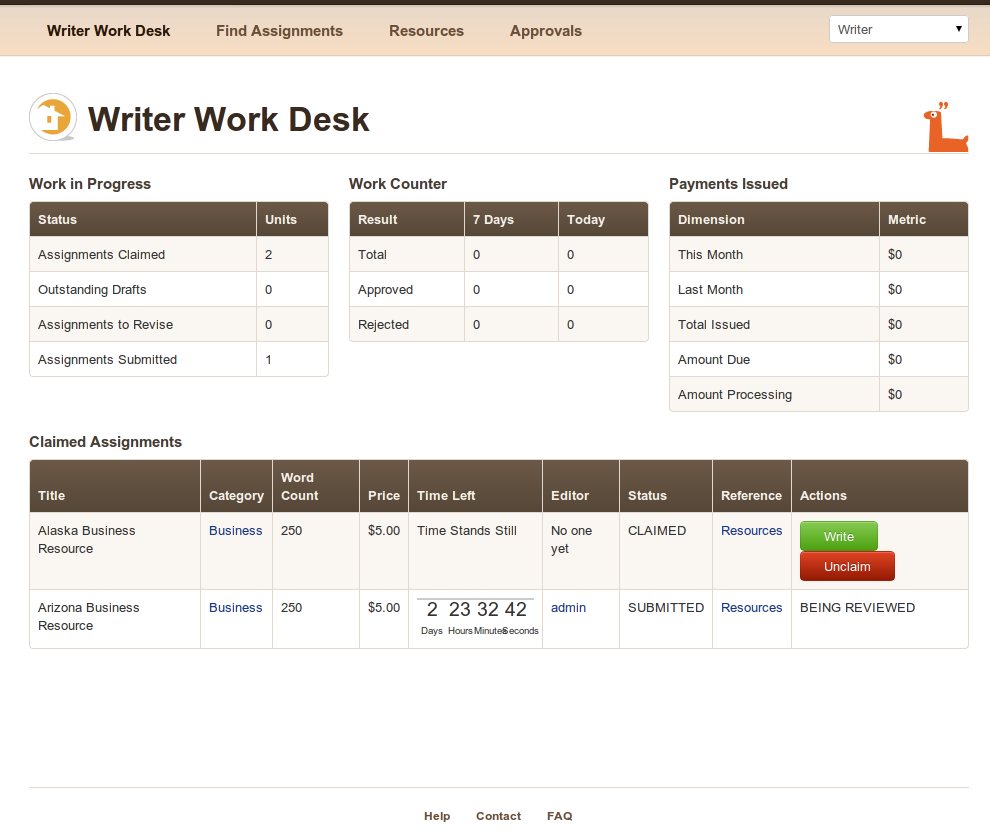 Writer Work Desk Find Assignments Resources Approvals Writer
Writer Work Desk
Work in Progress
Status Units
Assignments Claimed 2
Outstanding Drafts 0
Assignments to Revise 0
Assignments Submitted 1
Work Counter
Result 7 Days Today
Total 0 0
Approved 0 0
Rejected 0 0
Payments Issued
Dimension Metric
This Month $0
Last Month $0
Total Issued $0
Amount Due $0
Amount Processing $0
Claimed Assignments
Title Category Word Count Price Time Left Editor Status Reference Actions
Alaska Business Resource Business 250 $5.00 Time Stands Still No one yet CLAIMED Resources Write Unclaim
Arizona Business Resource Business 250 $5.00 2 23 32 42 Days Hours Minutes Seconds admin SUBMITTED Resources BEING REVIEWED
Help Contact FAQ